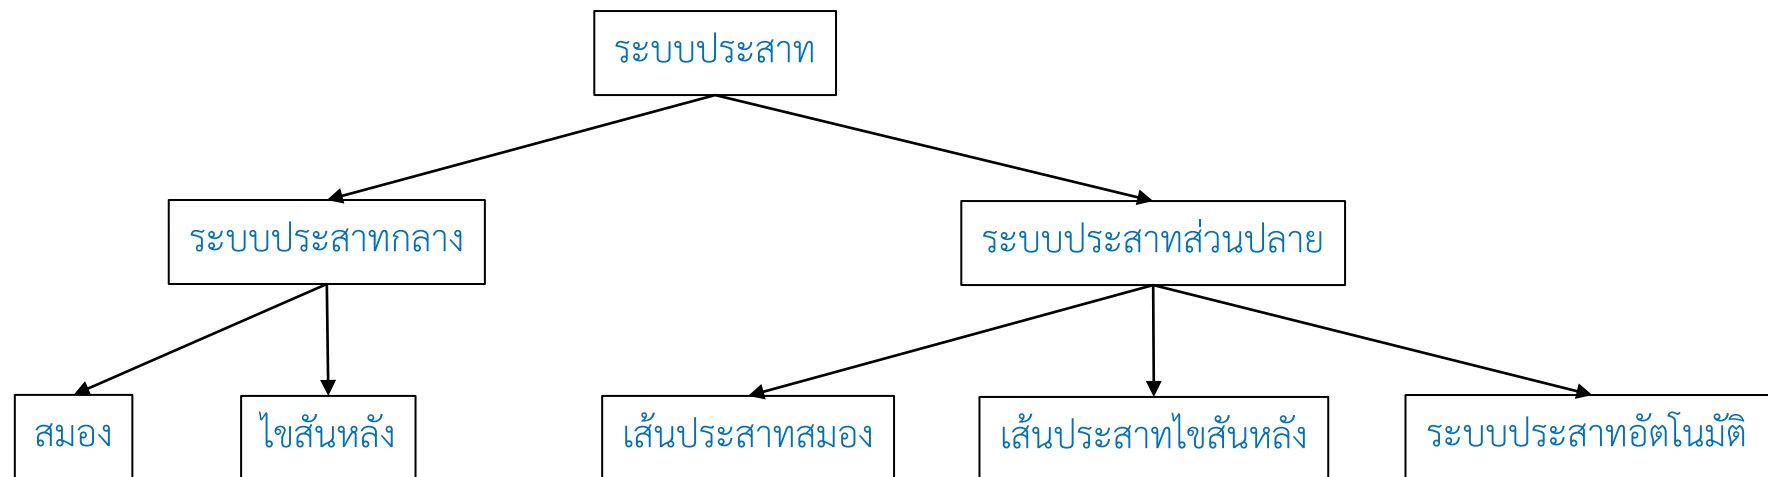 ระบบประสาท
ระบบประสาทกลาง
ระบบประสาทส่วนปลาย
สมอง
ไขสันหลัง
เส้นประสาทสมอง
เส้นประสาทไขสันหลัง
ระบบประสาทอัตโนมัติ